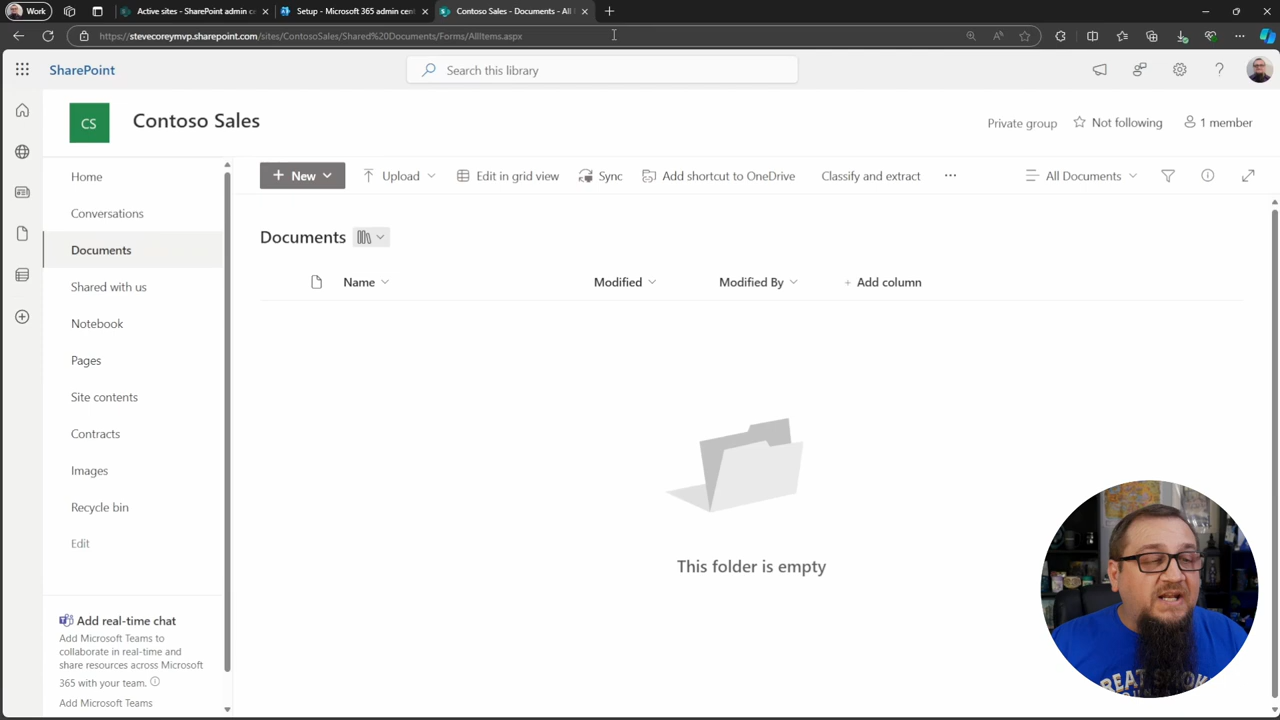 Work
Active sites - SharePoint admin ce
Setup - Microsoft 365 admin cent
Contoso Sales - Documents - All
https://stevecoreymvp.sharepoint.com/sites/ContosoSales/Shared%20Documents/Forms/AllItems.aspx
SharePoint
Search this library
CS
Contoso Sales
Private group
Not following
1 member
Home
Conversations
Documents
Shared with us
Notebook
Pages
Site contents
Contracts
Images
Recycle bin
Edit
Add real-time chat
Add Microsoft Teams to
collaborate in real-time and
share resources across Microsoft
365 with your team.
Add Microsoft Teams
+ New
Upload
Edit in grid view
Sync
Add shortcut to OneDrive
Classify and extract
...
All Documents
Documents
Name
Modified
Modified By
+ Add column
This folder is empty